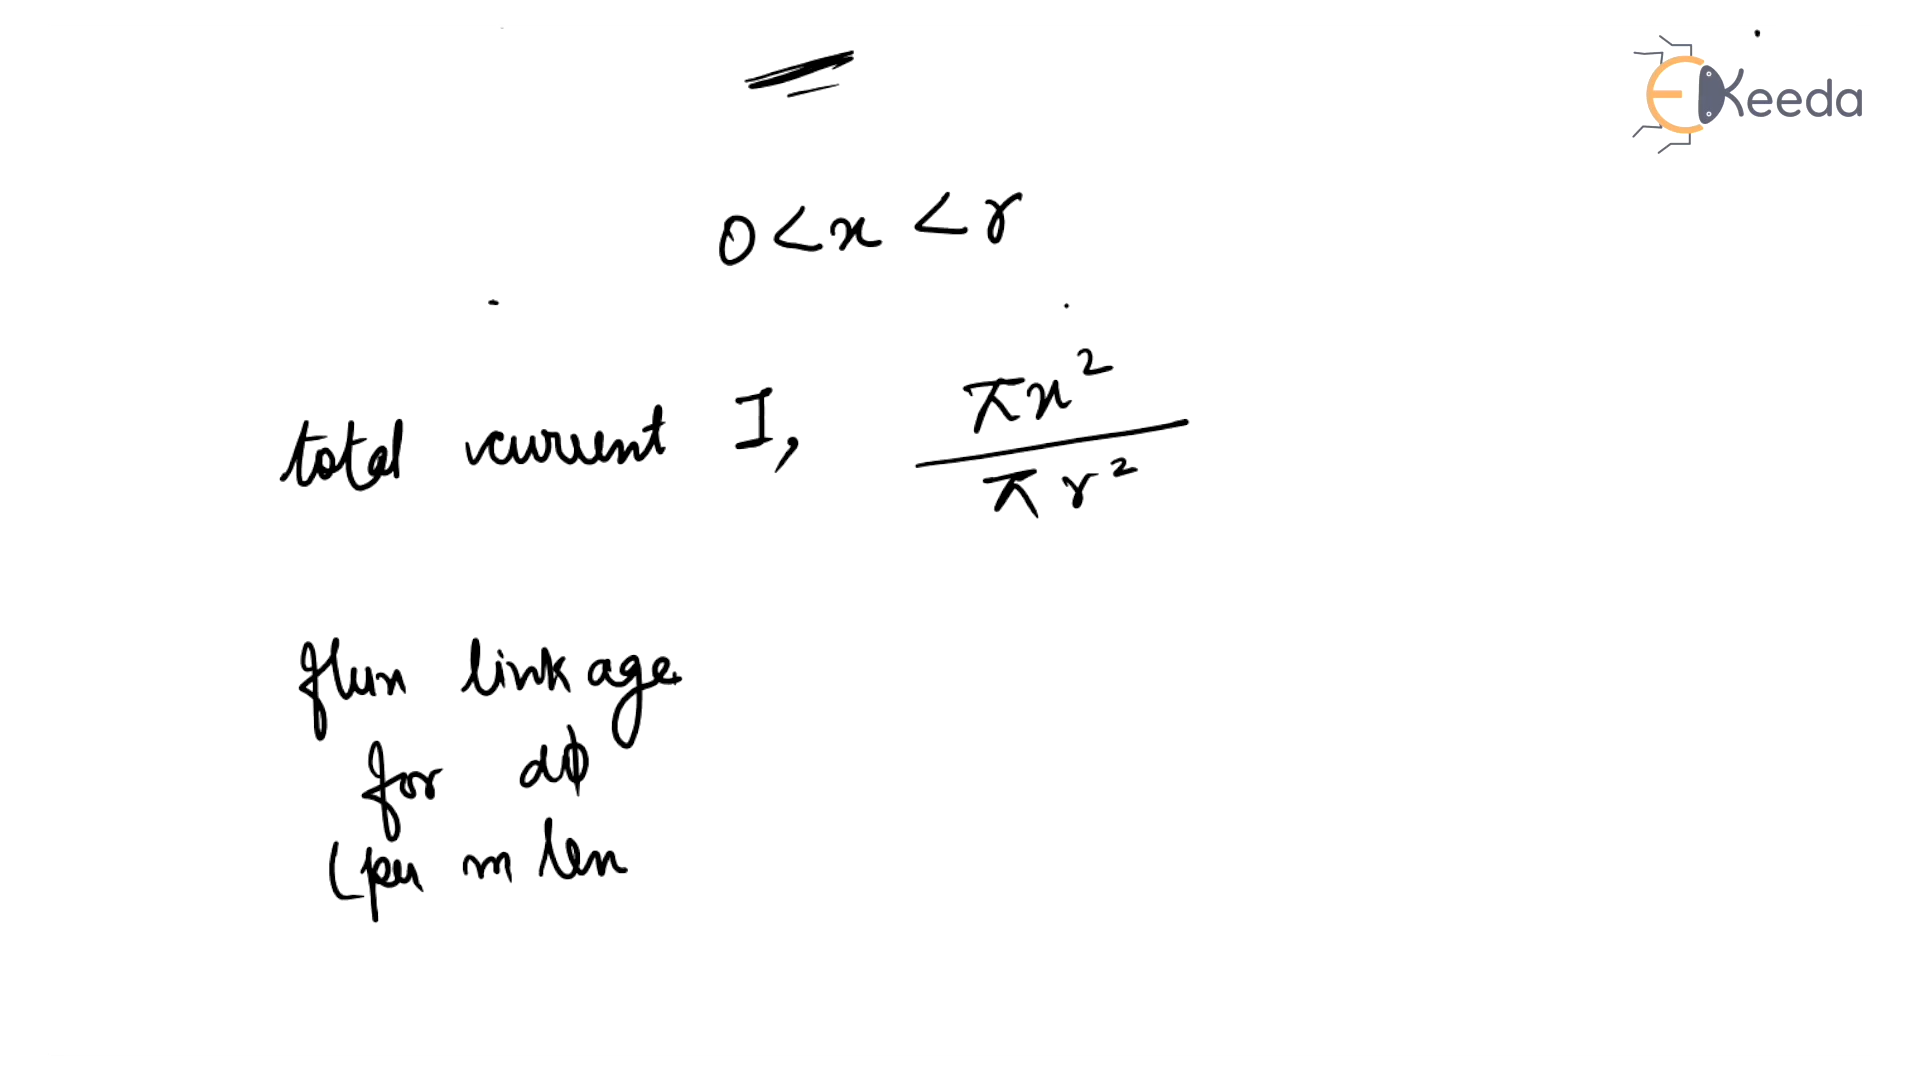 EKeeda
0 < x < r
total current I, πx² / πr²
flux linkage
for dϕ
(per m len